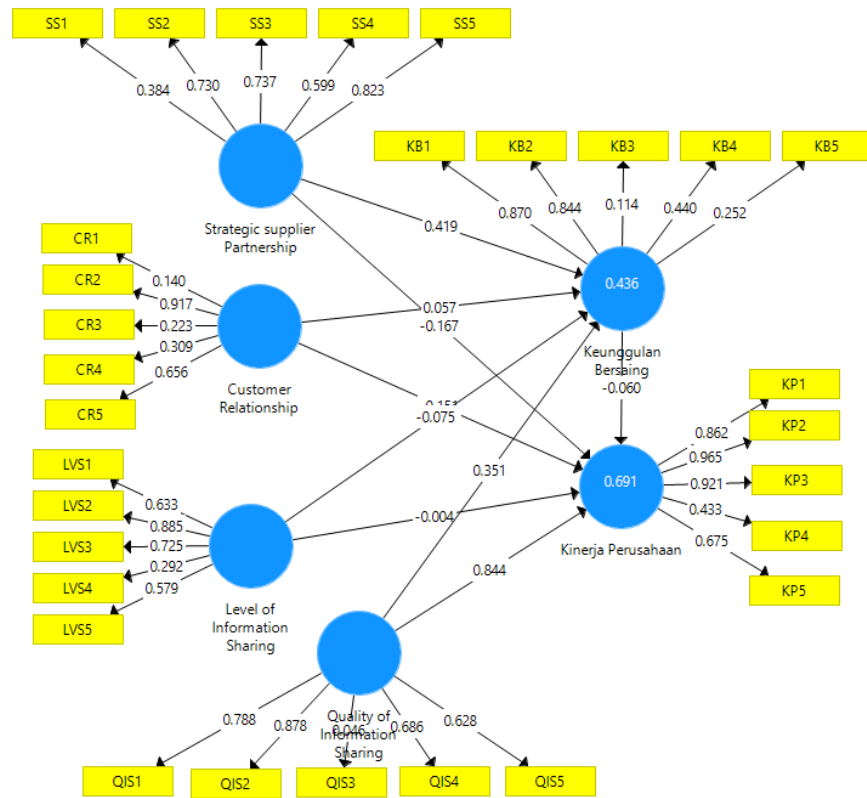 SS1
SS2
SS3
SS4
SS5
0.384
0.730
0.737
0.599
0.823
Strategic supplier
Partnership
KB1
KB2
KB3
KB4
KB5
0.870
0.844
0.114
0.440
0.252
0.419
0.436
Keunggulan
Bersaing
CR1
CR2
CR3
CR4
CR5
0.140
0.917
0.223
0.309
0.656
Customer
Relationship
0.057
-0.167
-0.060
-0.075
0.351
LVS1
LVS2
LVS3
LVS4
LVS5
0.633
0.885
0.725
0.292
0.579
Level of
Information
Sharing
-0.004
0.844
0.691
Kinerja Perusahaan
KP1
KP2
KP3
KP4
KP5
0.862
0.965
0.921
0.433
0.675
Quality of
Information
Sharing
0.788
0.878
0.046
0.686
0.628
QIS1
QIS2
QIS3
QIS4
QIS5